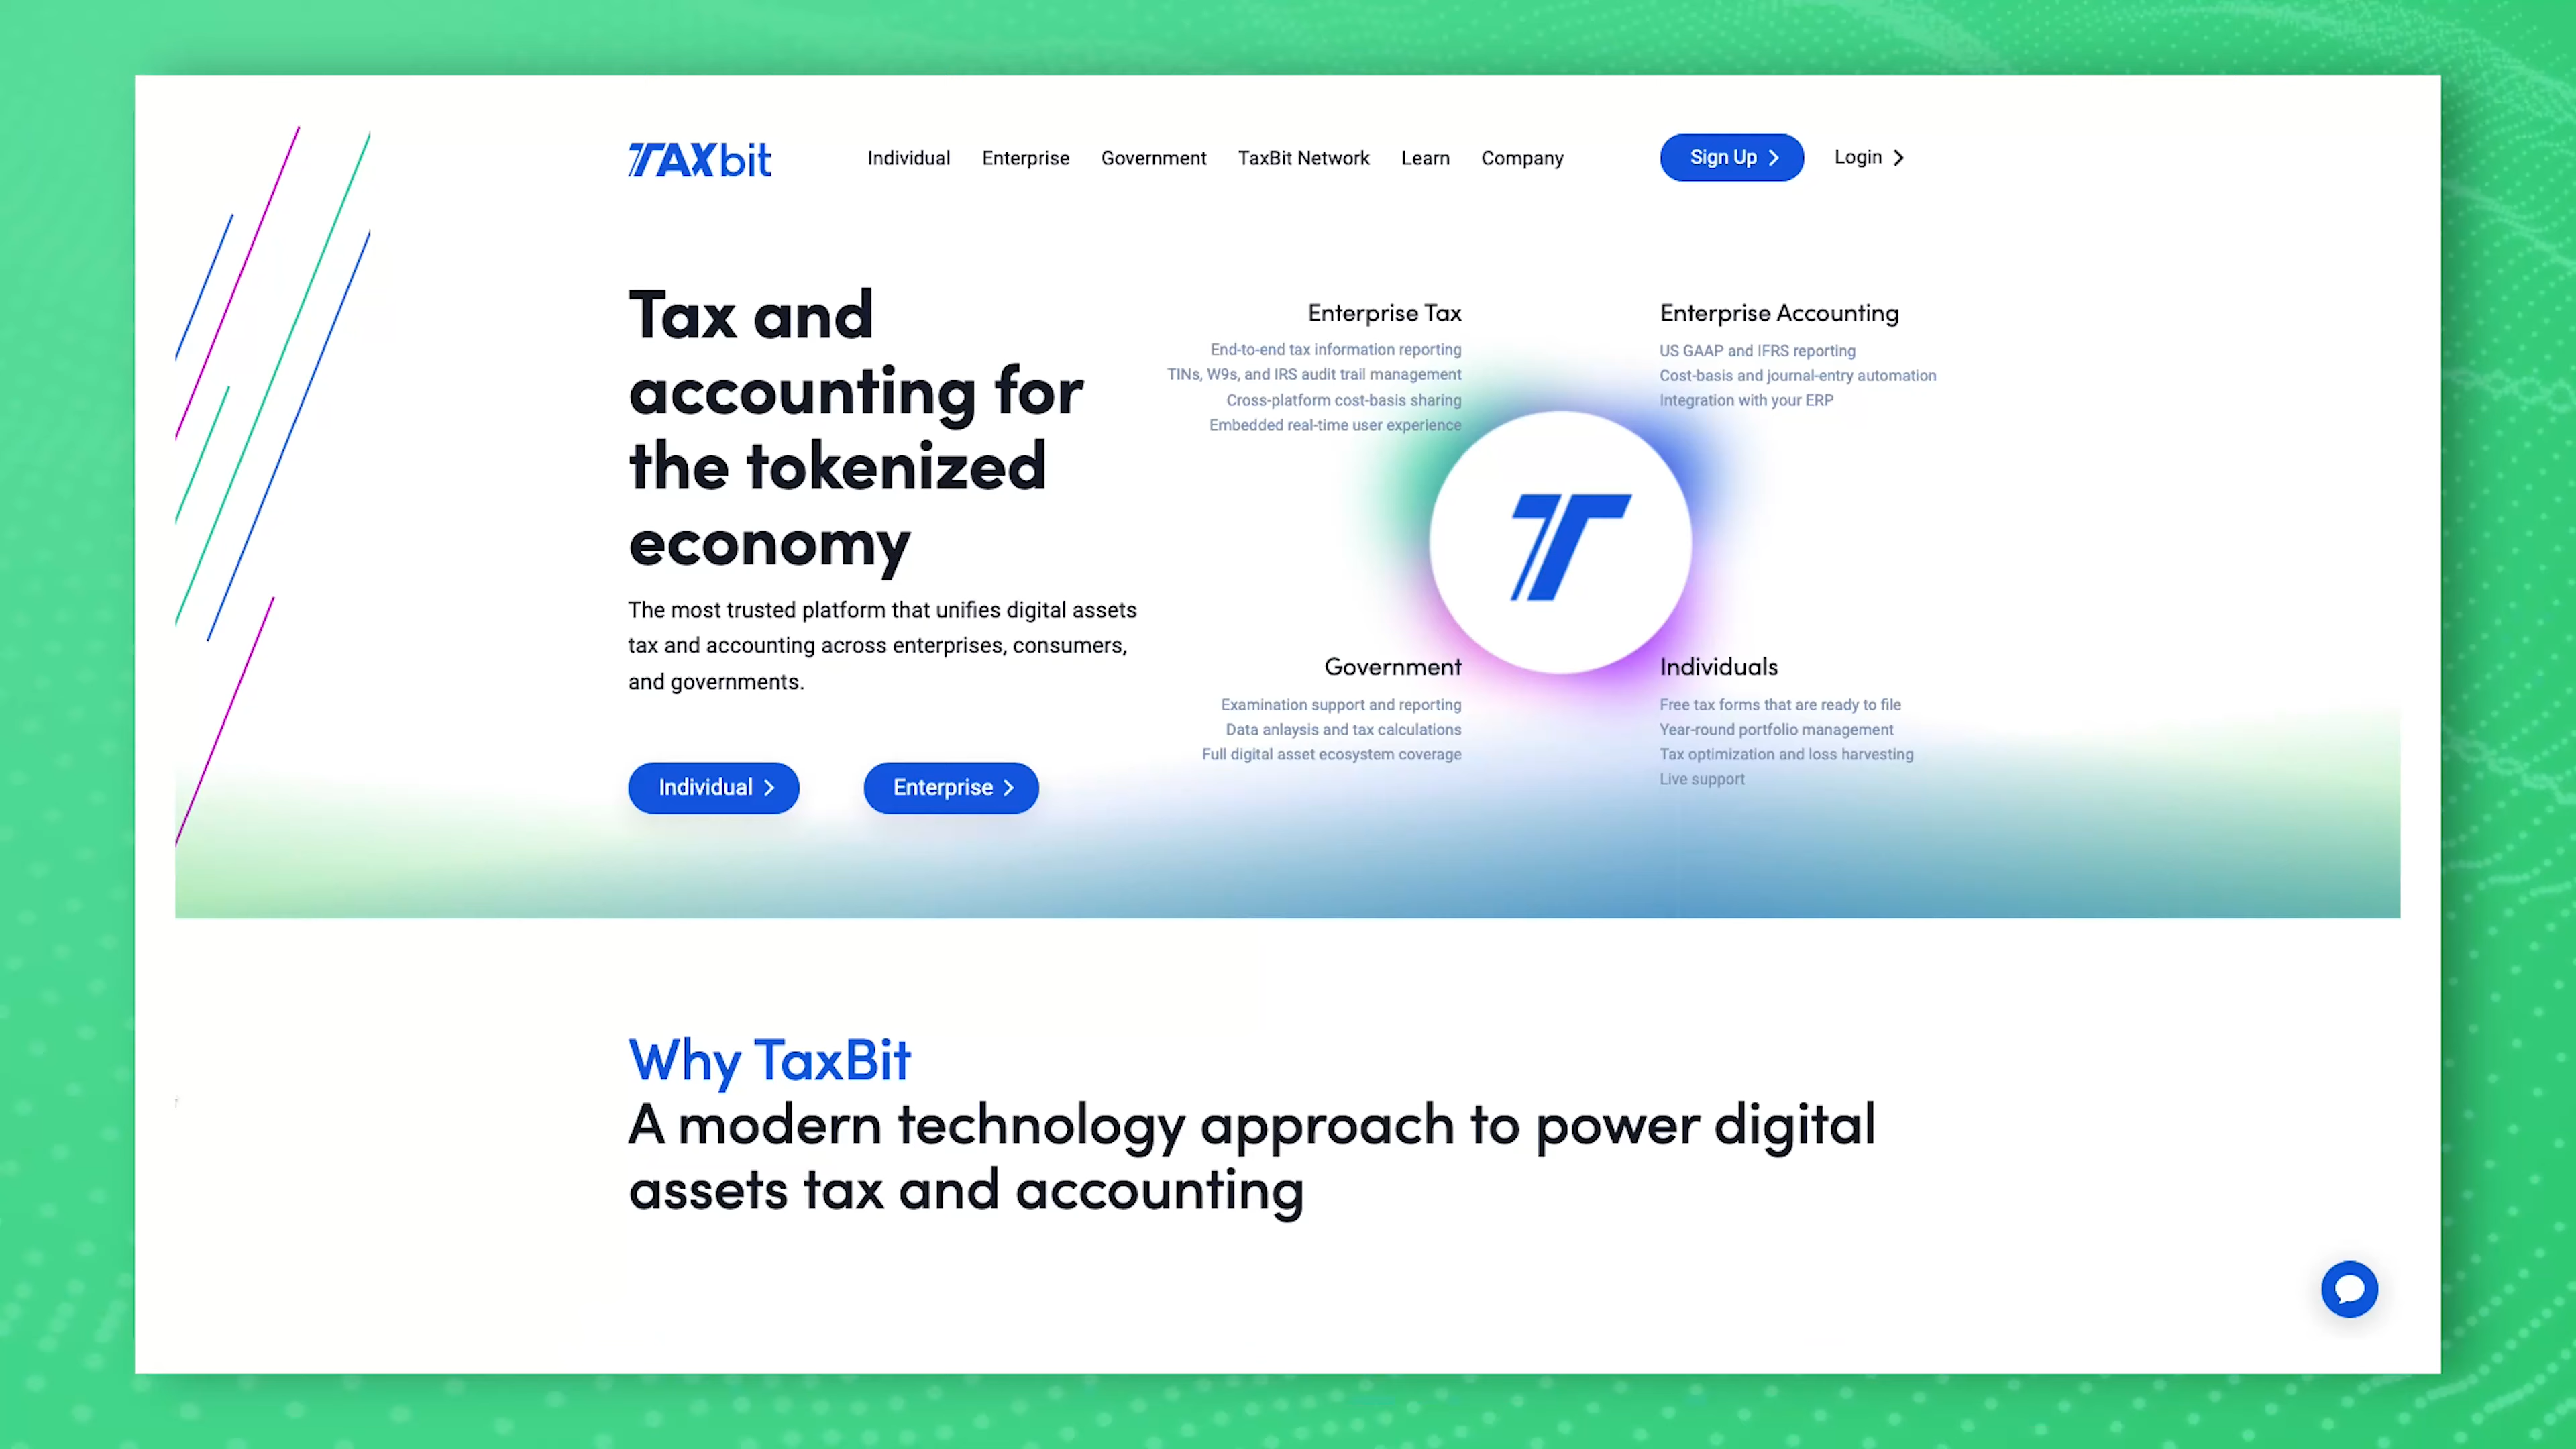 TAXbit
Individual Enterprise Government TaxBit Network Learn Company
Sign Up
Login
Tax and
accounting for
the tokenized
economy
The most trusted platform that unifies digital assets
tax and accounting across enterprises, consumers,
and governments.
Individual
Enterprise
Enterprise Tax
End-to-end tax information reporting
TINs, W9s, and IRS audit trail management
Cross-platform cost-basis sharing
Embedded real-time user experience
Enterprise Accounting
US GAAP and IFRS reporting
Cost-basis and journal-entry automation
Integration with your ERP
T
Government
Examination support and reporting
Data anlaysis and tax calculations
Full digital asset ecosystem coverage
Individuals
Free tax forms that are ready to file
Year-round portfolio management
Tax optimization and loss harvesting
Live support
Why TaxBit
A modern technology approach to power digital
assets tax and accounting